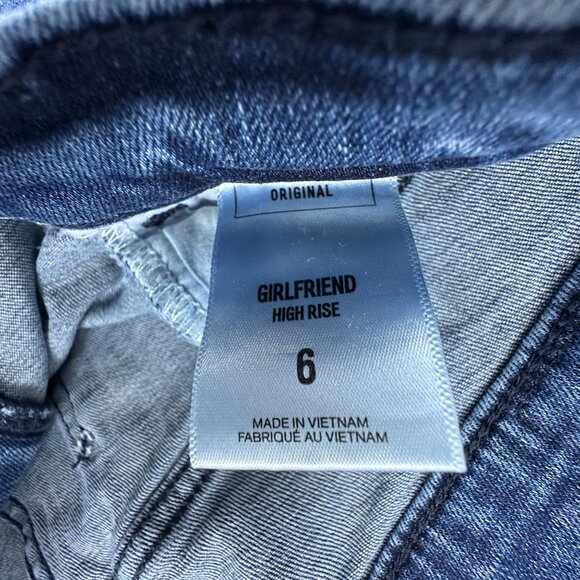 ORIGINAL
GIRLFRIEND
HIGH RISE
6
MADE IN VIETNAM
FABRIQUÉ AU VIETNAM